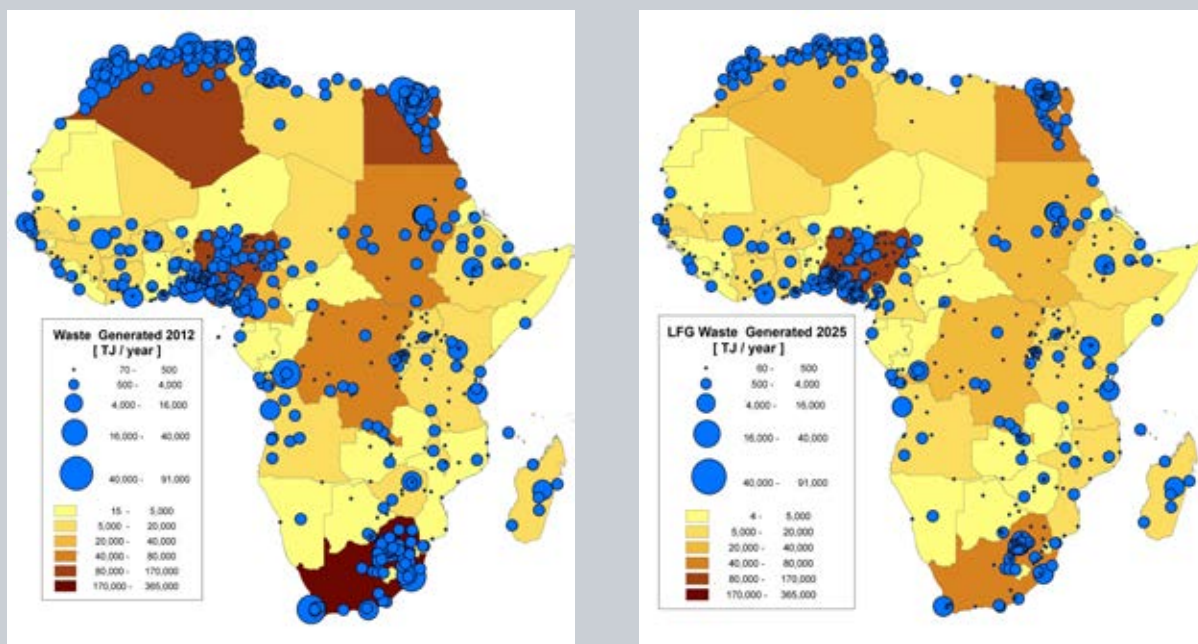 Waste Generated 2012
[ TJ / year ]
70 - 500
500 - 4,000
4,000 - 16,000
16,000 - 40,000
40,000 - 91,000
15 - 5,000
5,000 - 20,000
20,000 - 40,000
40,000 - 80,000
80,000 - 170,000
170,000 - 365,000
LFG Waste Generated 2025
[ TJ / year ]
60 - 500
500 - 4,000
4,000 - 16,000
16,000 - 40,000
40,000 - 91,000
4 - 5,000
5,000 - 20,000
20,000 - 40,000
40,000 - 80,000
80,000 - 170,000
170,000 - 365,000